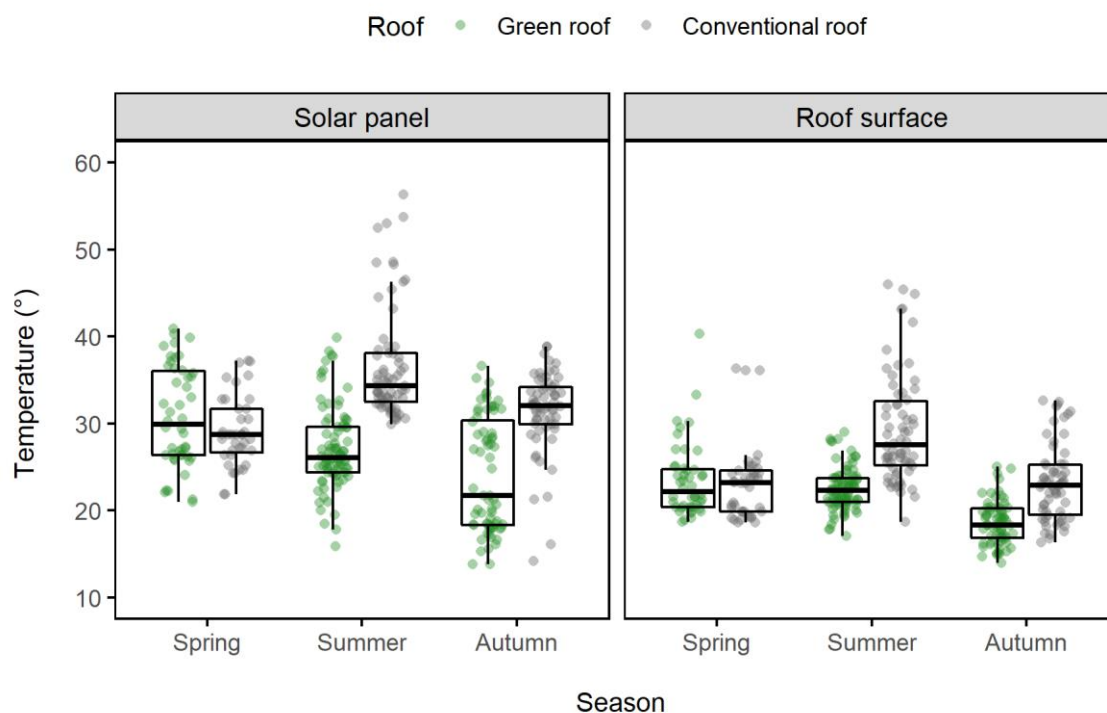 Roof Green roof Conventional roof
Solar panel Roof surface
Temperature (°)
60
50
40
30
20
10
Spring Summer Autumn Spring Summer Autumn
Season